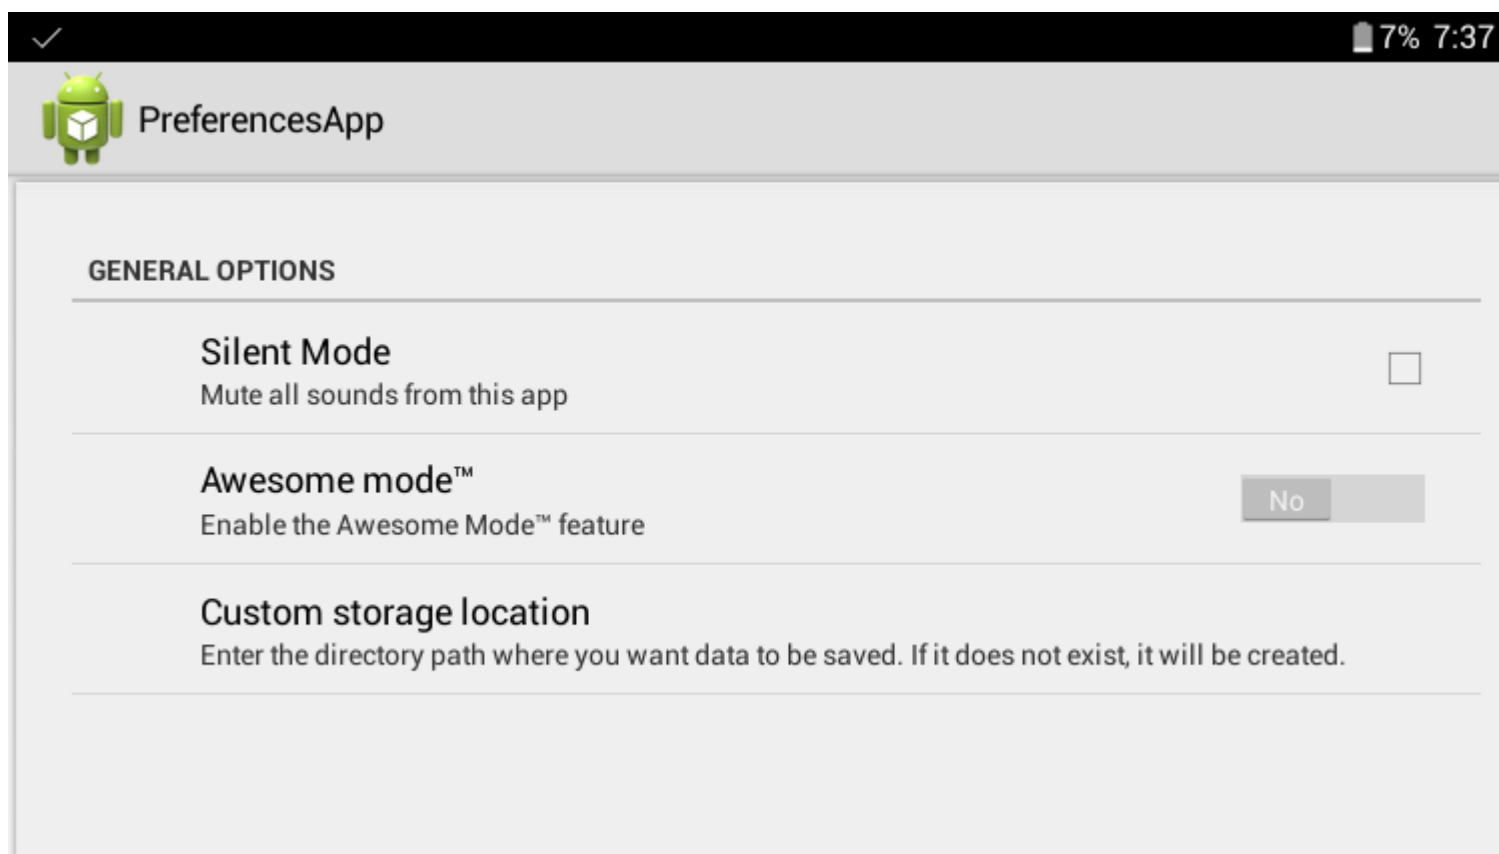 7% 7:37
PreferencesApp
GENERAL OPTIONS
Silent Mode
Mute all sounds from this app
Awesome mode™
Enable the Awesome Mode™ feature
No
Custom storage location
Enter the directory path where you want data to be saved. If it does not exist, it will be created.